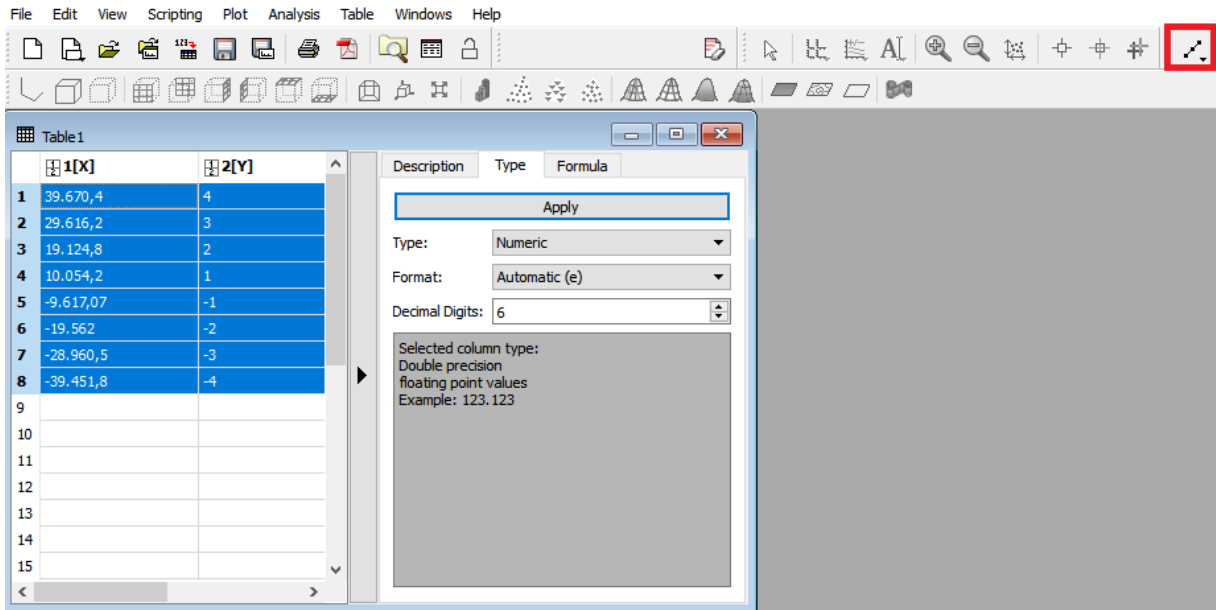 File Edit View Scripting Plot Analysis Table Windows Help
123
AI
Table1
1[X] 2[Y]
Description Type Formula
1 39.670,4 4
Apply
2 29.616,2 3
3 19.124,8 2
Type: Numeric
4 10.054,2 1
Format: Automatic (e)
5 -9.617,07 -1
Decimal Digits: 6
6 -19.562 -2
7 -28.960,5 -3
8 -39.451,8 -4
Selected column type:
Double precision
floating point values
Example: 123.123
9
10
11
12
13
14
15